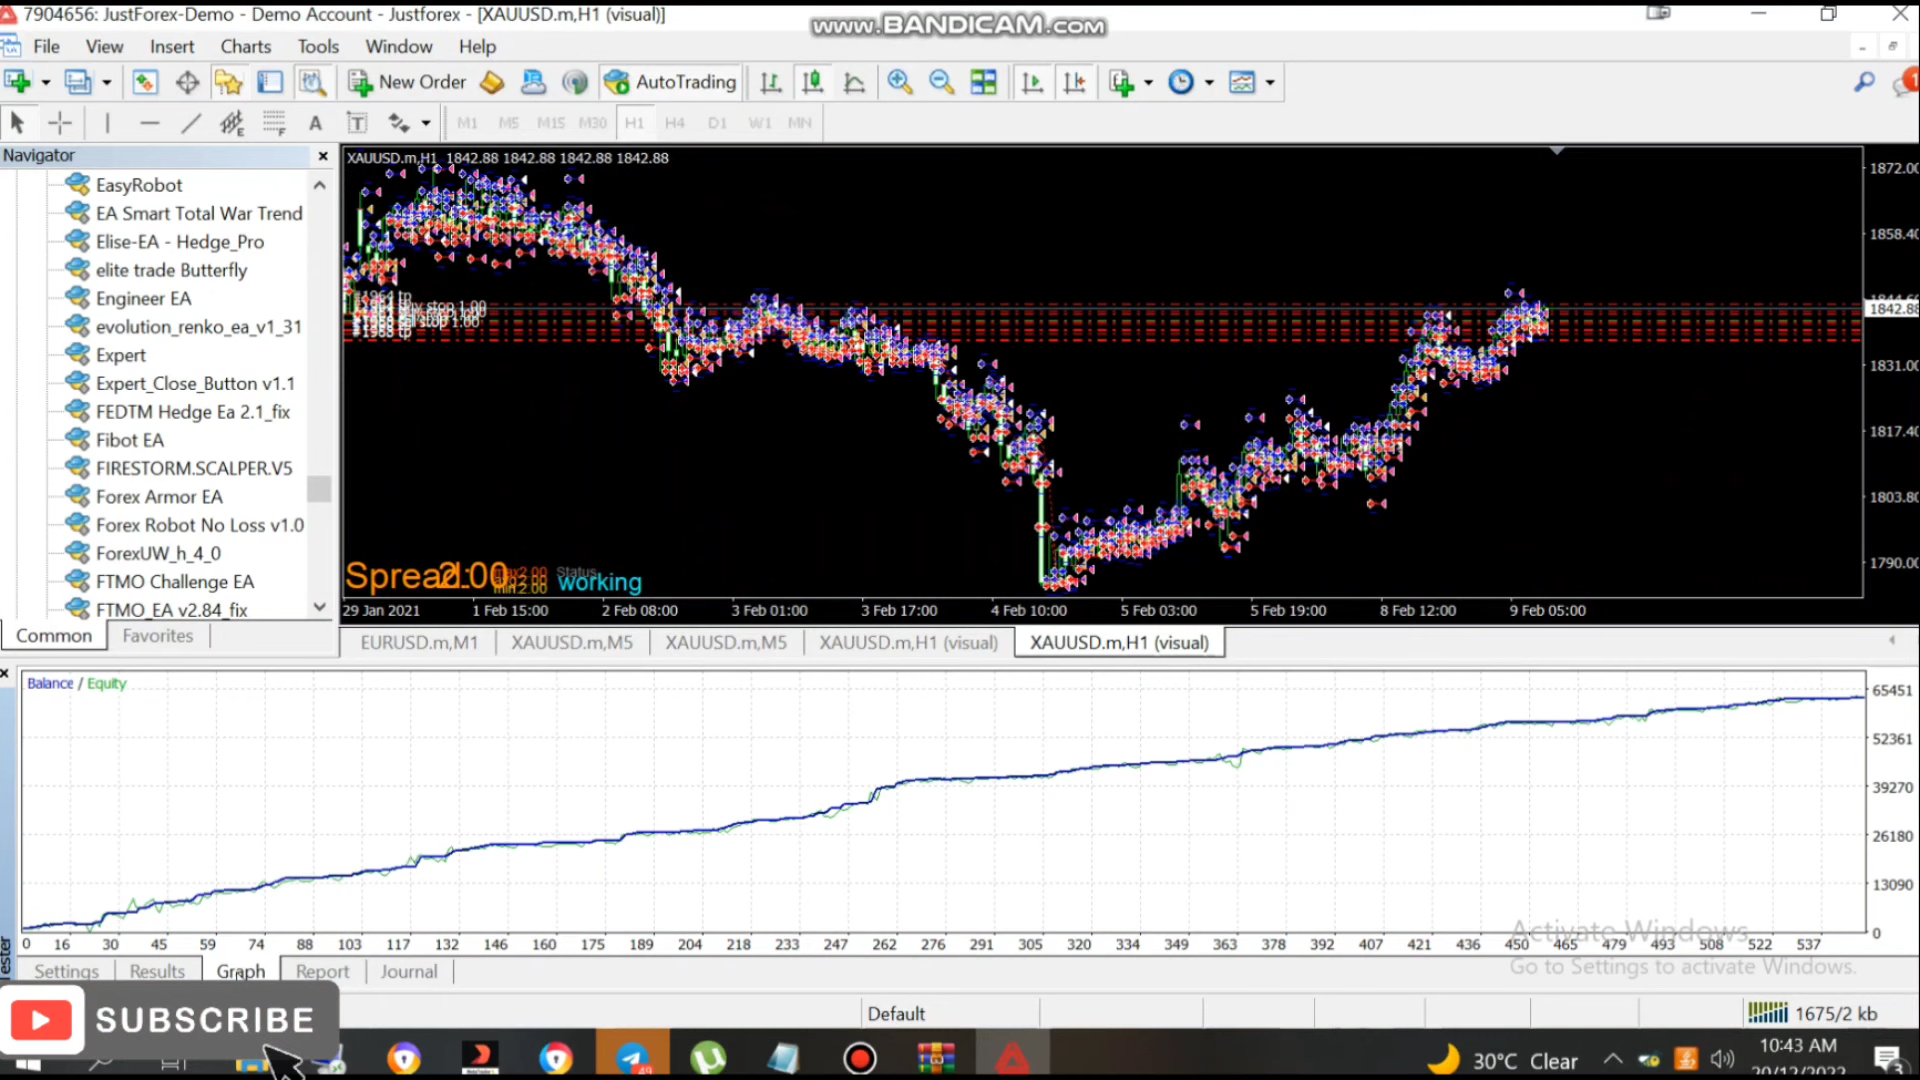 7904656: JustForex-Demo - Demo Account - Justforex - [XAUUSD.m,H1 (visual)]
www.BANDICAM.com
File View Insert Charts Tools Window Help
New Order AutoTrading
M1 M5 M15 M30 H1 H4 D1 W1 MN
Navigator
EasyRobot
EA Smart Total War Trend
Elise-EA - Hedge_Pro
elite trade Butterfly
Engineer EA
evolution_renko_ea_v1_31
Expert
Expert_Close_Button v1.1
FEDTM Hedge Ea 2.1_fix
Fibot EA
FIRESTORM.SCALPER.V5
Forex Armor EA
Forex Robot No Loss v1.0
ForexUW_h_4_0
FTMO Challenge EA
FTMO_EA v2.84_fix
Common Favorites
XAUUSD.m,H1 1842.88 1842.88 1842.88 1842.88
1872.00
1858.40
1842.88
1831.00
1817.40
1803.80
1790.00
Spread: 2.00 max2.00 min2.00 Status working
29 Jan 2021 1 Feb 15:00 2 Feb 08:00 3 Feb 01:00 3 Feb 17:00 4 Feb 10:00 5 Feb 03:00 5 Feb 19:00 8 Feb 12:00 9 Feb 05:00
EURUSD.m,M1 XAUUSD.m,M5 XAUUSD.m,M5 XAUUSD.m,H1 (visual) XAUUSD.m,H1 (visual)
Balance / Equity
65451
52361
39270
26180
13090
0
0 16 30 45 59 74 88 103 117 132 146 160 175 189 204 218 233 247 262 276 291 305 320 334 349 363 378 392 407 421 436 450 465 479 493 508 522 537
Activate Windows
Go to Settings to activate Windows.
Settings Results Graph Report Journal
SUBSCRIBE
Default
1675/2 kb
30°C Clear
10:43 AM
20/12/2022